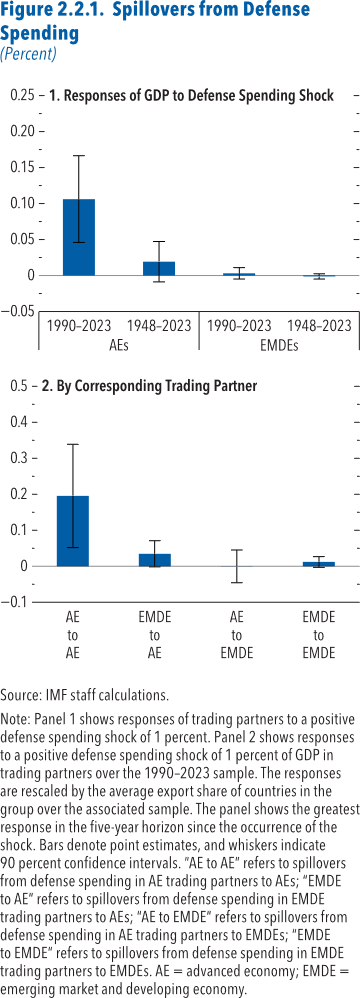 Figure 2.2.1.  Spillovers from Defense
Spending
(Percent)
0.25
1. Responses of GDP to Defense Spending Shock
0.20
0.15
0.10
0.05
0
−0.05
1990–2023 1948–2023 1990–2023 1948–2023
AEs EMDEs
0.5
2. By Corresponding Trading Partner
0.4
0.3
0.2
0.1
0
−0.1
AE EMDE AE EMDE
to to to to
AE AE EMDE EMDE
Source: IMF staff calculations.
Note: Panel 1 shows responses of trading partners to a positive
defense spending shock of 1 percent. Panel 2 shows responses
to a positive defense spending shock of 1 percent of GDP in
trading partners over the 1990–2023 sample. The responses
are rescaled by the average export share of countries in the
group over the associated sample. The panel shows the greatest
response in the five-year horizon since the occurrence of the
shock. Bars denote point estimates, and whiskers indicate
90 percent confidence intervals. “AE to AE” refers to spillovers
from defense spending in AE trading partners to AEs; “EMDE
to AE” refers to spillovers from defense spending in EMDE
trading partners to AEs; “AE to EMDE” refers to spillovers from
defense spending in AE trading partners to EMDEs; “EMDE
to EMDE” refers to spillovers from defense spending in EMDE
trading partners to EMDEs. AE = advanced economy; EMDE =
emerging market and developing economy.